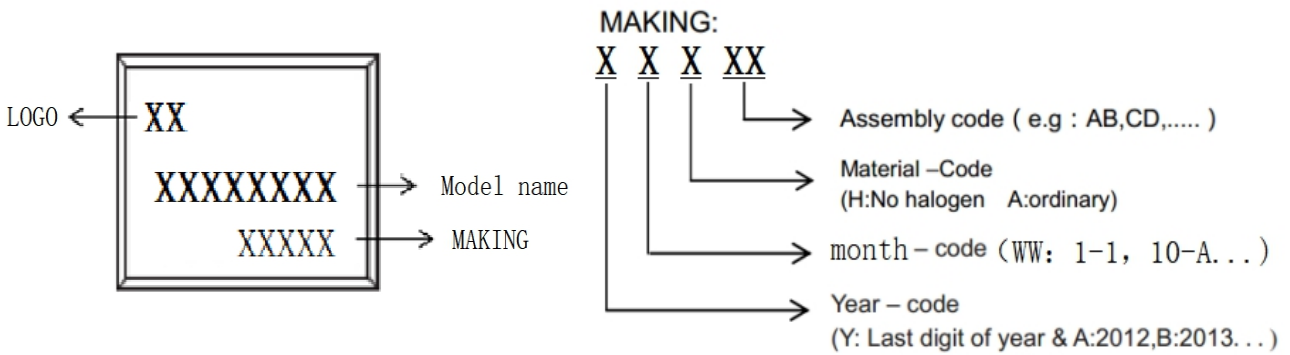 LOGO
XX
XXXXXXXX
Model name
XXXXX
MAKING
MAKING:
X X X XX
Assembly code ( e.g : AB,CD,..... )
Material –Code
(H:No halogen A:ordinary)
month – code (WW: 1-1, 10-A...)
Year – code
(Y: Last digit of year & A:2012,B:2013...)